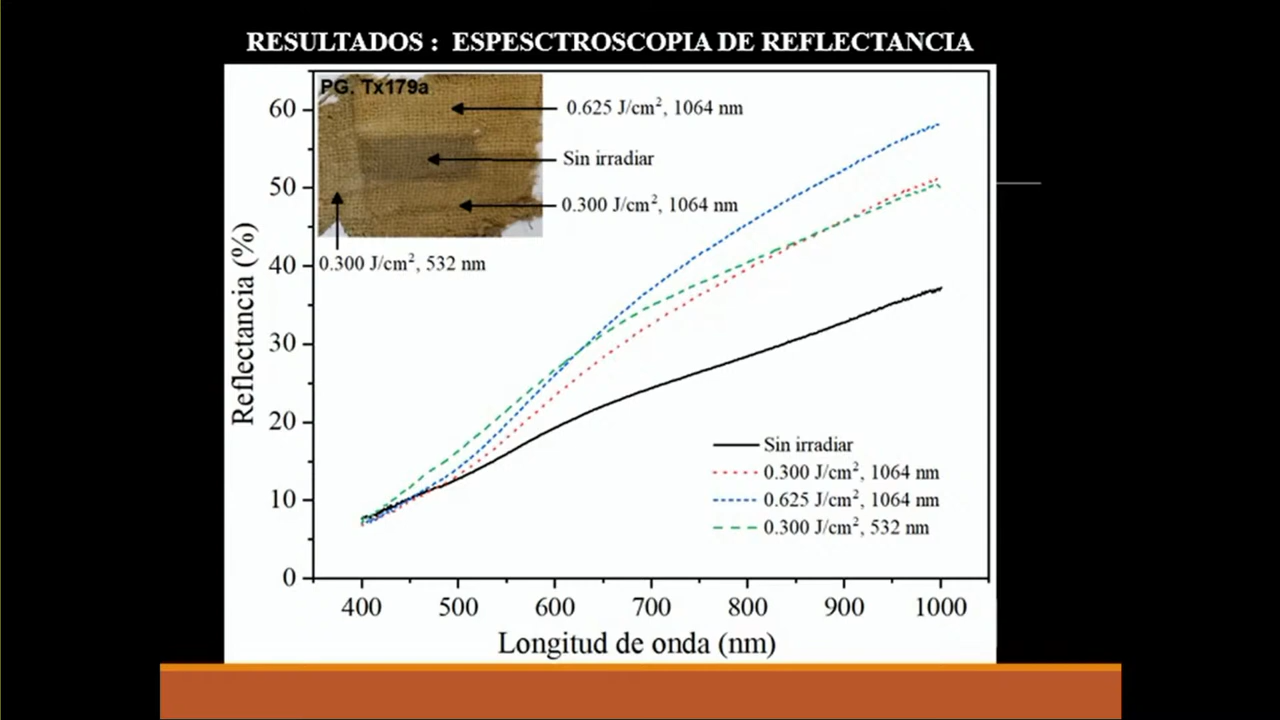 RESULTADOS : ESPESCTROSCOPIA DE REFLECTANCIA
PG. Tx179a
0.625 J/cm², 1064 nm
Sin irradiar
0.300 J/cm², 1064 nm
0.300 J/cm², 532 nm
Reflectancia (%)
60
50
40
30
20
10
0
Sin irradiar
0.300 J/cm², 1064 nm
0.625 J/cm², 1064 nm
0.300 J/cm², 532 nm
400 500 600 700 800 900 1000
Longitud de onda (nm)